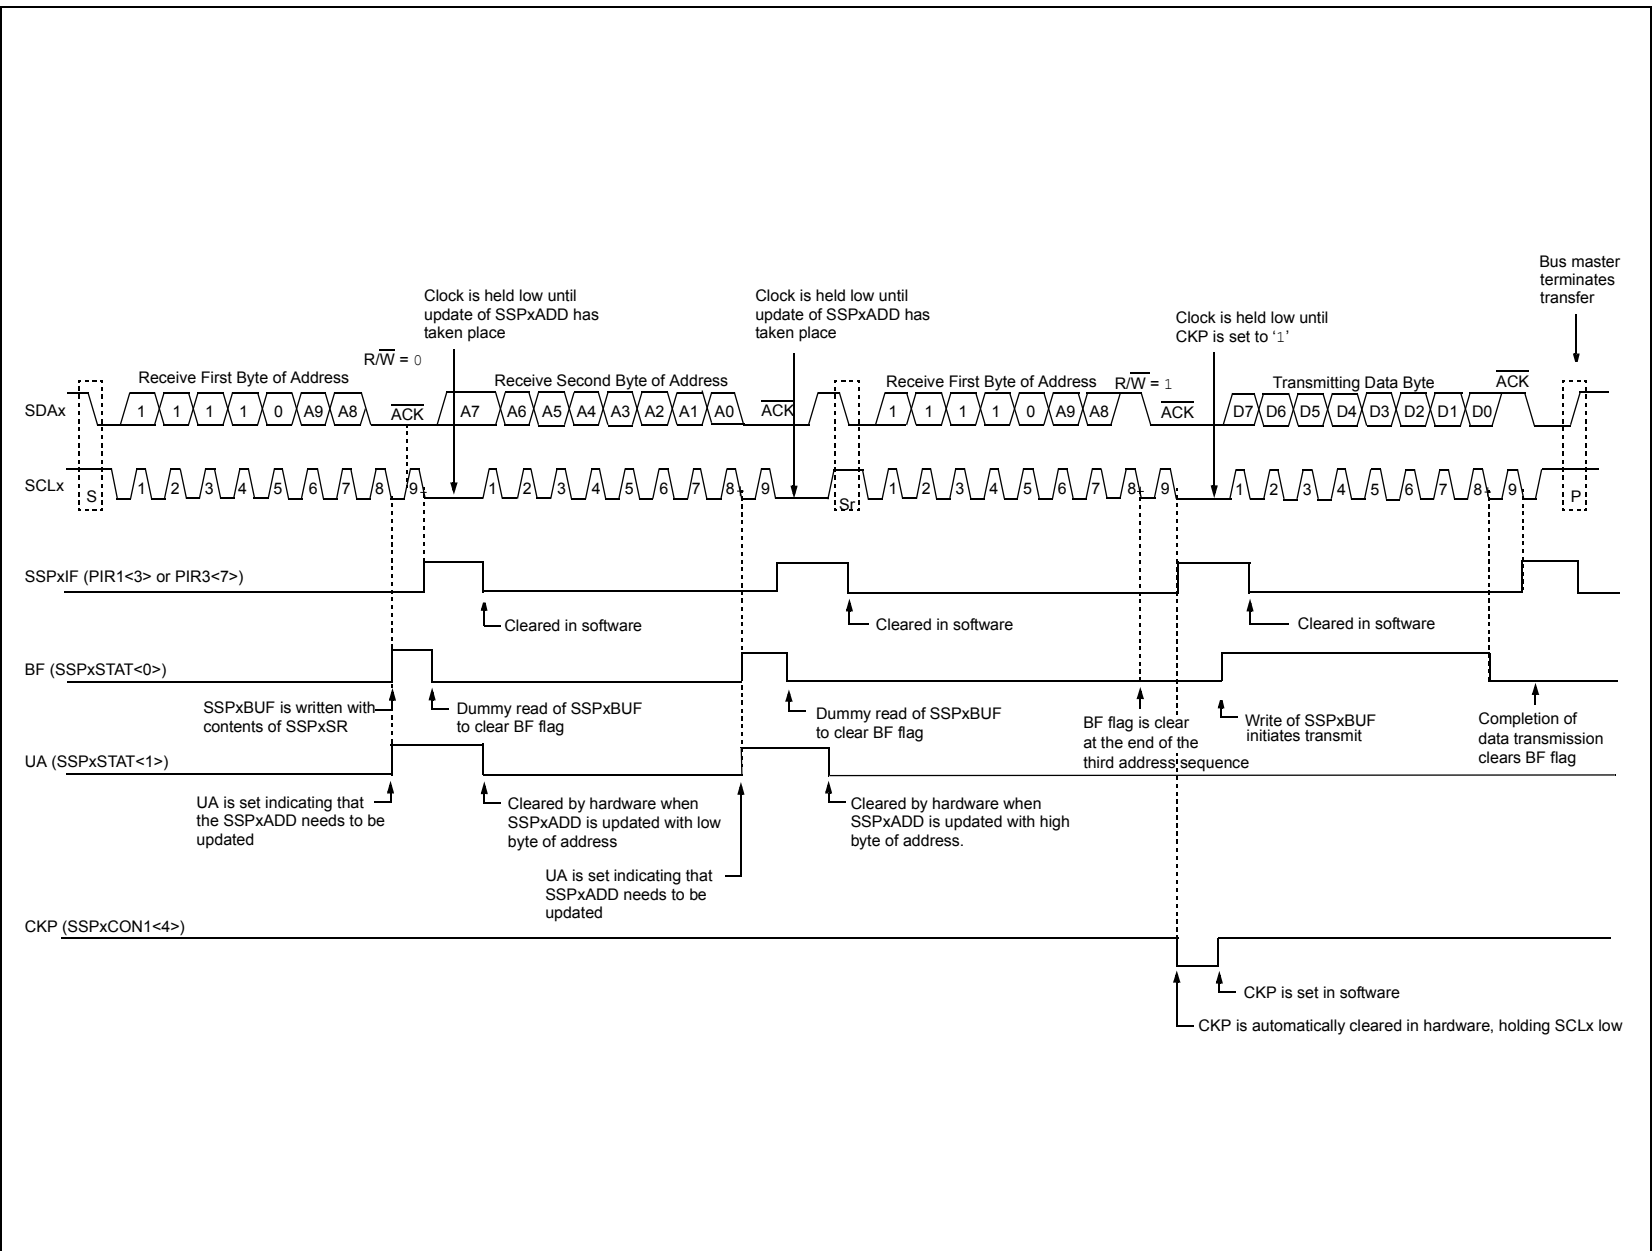 Bus master
terminates
transfer
Clock is held low until
update of SSPxADD has
taken place
Clock is held low until
update of SSPxADD has
taken place
Clock is held low until
CKP is set to ‘1’
R/W = 0
Receive First Byte of Address
Receive Second Byte of Address
Receive First Byte of Address
R/W = 1
Transmitting Data Byte
ACK
SDAx
1 1 1 1 0 A9 A8
ACK
A7 A6 A5 A4 A3 A2 A1 A0
ACK
1 1 1 1 0 A9 A8
ACK
D7 D6 D5 D4 D3 D2 D1 D0
SCLx
S
1 2 3 4 5 6 7 8 9
1 2 3 4 5 6 7 8 9
Sr
1 2 3 4 5 6 7 8 9
1 2 3 4 5 6 7 8 9
P
SSPxIF (PIR1<3> or PIR3<7>)
Cleared in software
Cleared in software
Cleared in software
BF (SSPxSTAT<0>)
SSPxBUF is written with
contents of SSPxSR
Dummy read of SSPxBUF
to clear BF flag
Dummy read of SSPxBUF
to clear BF flag
BF flag is clear
at the end of the
third address sequence
Write of SSPxBUF
initiates transmit
Completion of
data transmission
clears BF flag
UA (SSPxSTAT<1>)
UA is set indicating that
the SSPxADD needs to be
updated
Cleared by hardware when
SSPxADD is updated with low
byte of address
Cleared by hardware when
SSPxADD is updated with high
byte of address.
UA is set indicating that
SSPxADD needs to be
updated
CKP (SSPxCON1<4>)
CKP is set in software
CKP is automatically cleared in hardware, holding SCLx low